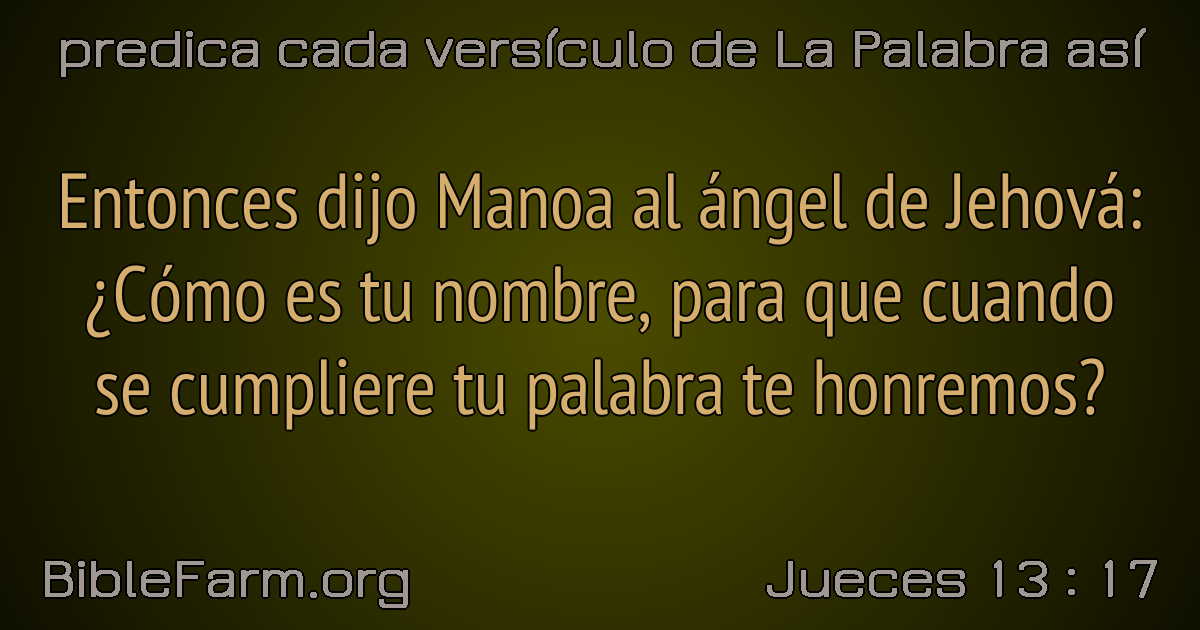 predica cada versículo de La Palabra así
Entonces dijo Manoa al ángel de Jehová:
¿Cómo es tu nombre, para que cuando
se cumpliere tu palabra te honremos?
BibleFarm.org
Jueces 13 : 17